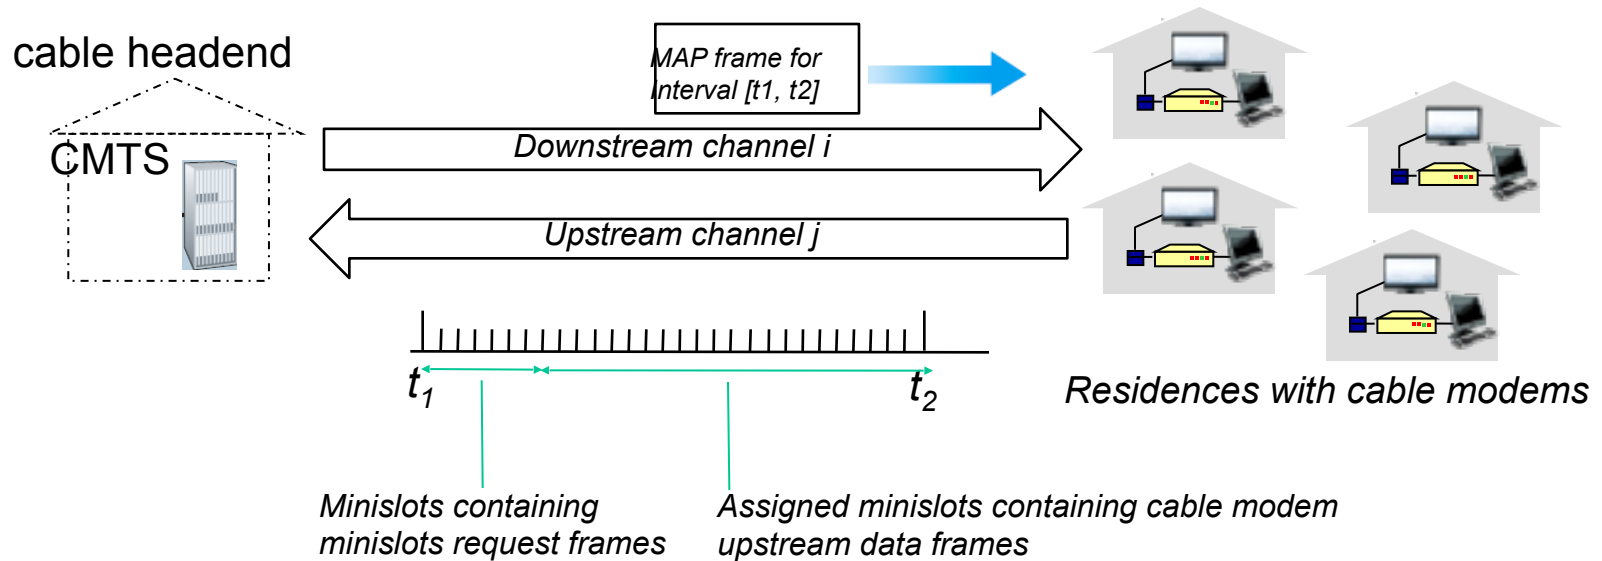 cable headend
MAP frame for
Interval [t1, t2]
CMTS
Downstream channel i
Upstream channel j
t1
t2
Residences with cable modems
Minislots containing
minislots request frames
Assigned minislots containing cable modem
upstream data frames